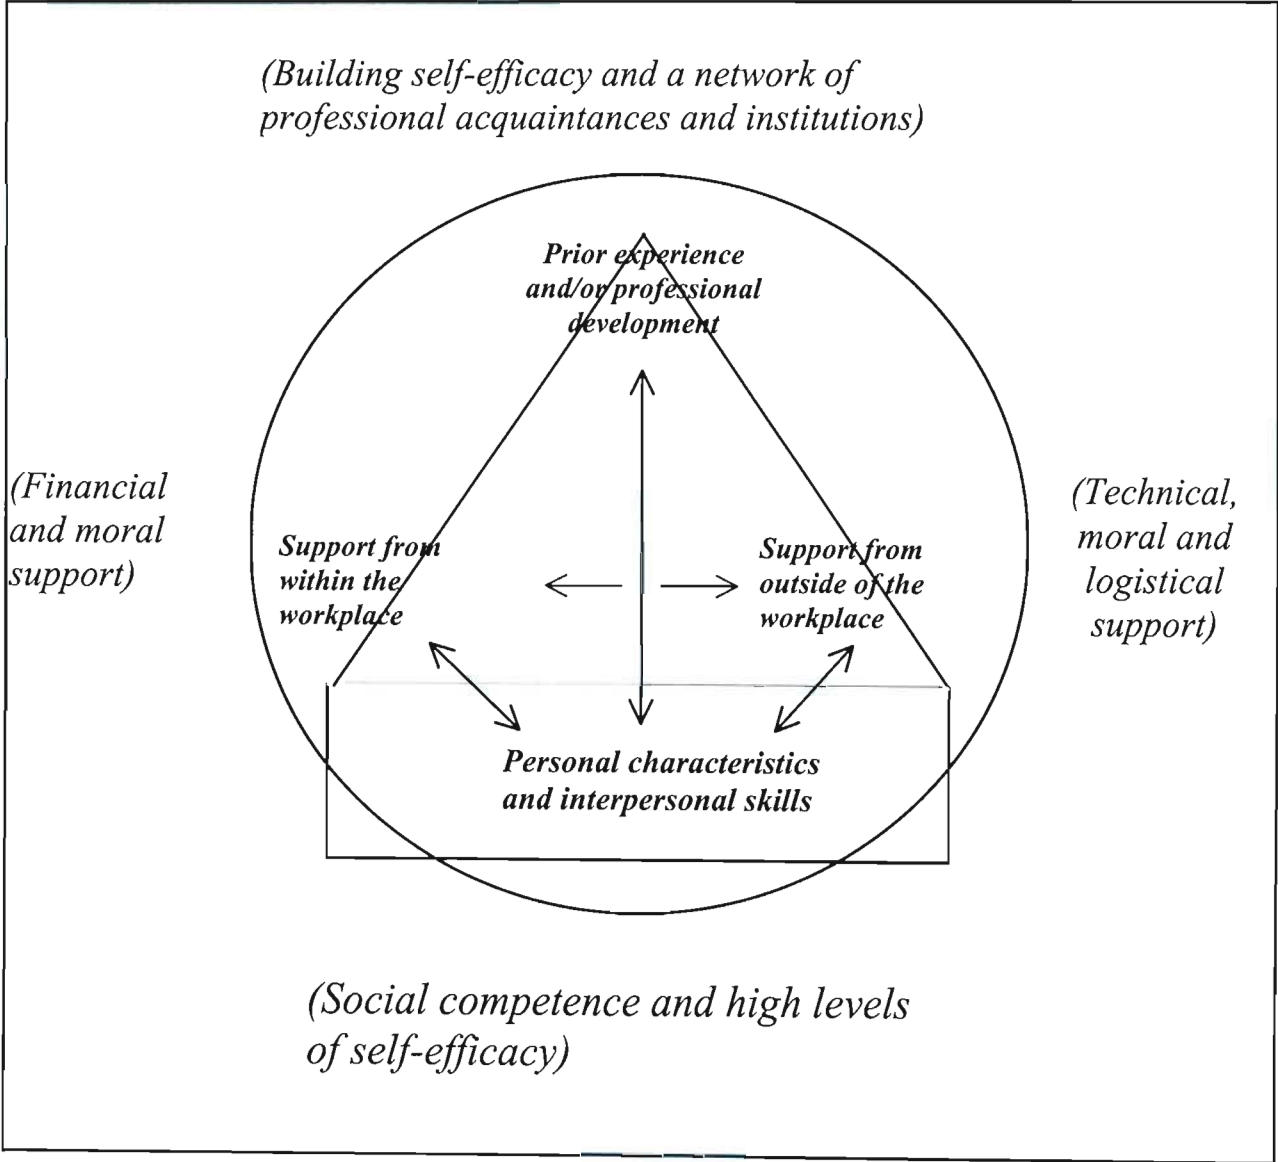 (Building self-efficacy and a network of
professional acquaintances and institutions)
Prior experience
and/or professional
development
(Financial
and moral
support)
Support from
within the
workplace
Support from
outside of the
workplace
(Technical,
moral and
logistical
support)
Personal characteristics
and interpersonal skills
(Social competence and high levels
of self-efficacy)